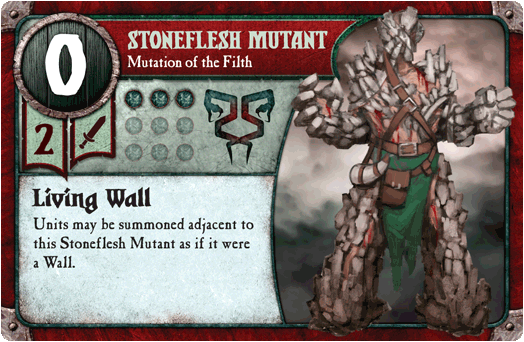 0
STONEFLESH MUTANT
Mutation of the Filth
2
Living Wall
Units may be summoned adjacent to
this Stoneflesh Mutant as if it were
a Wall.